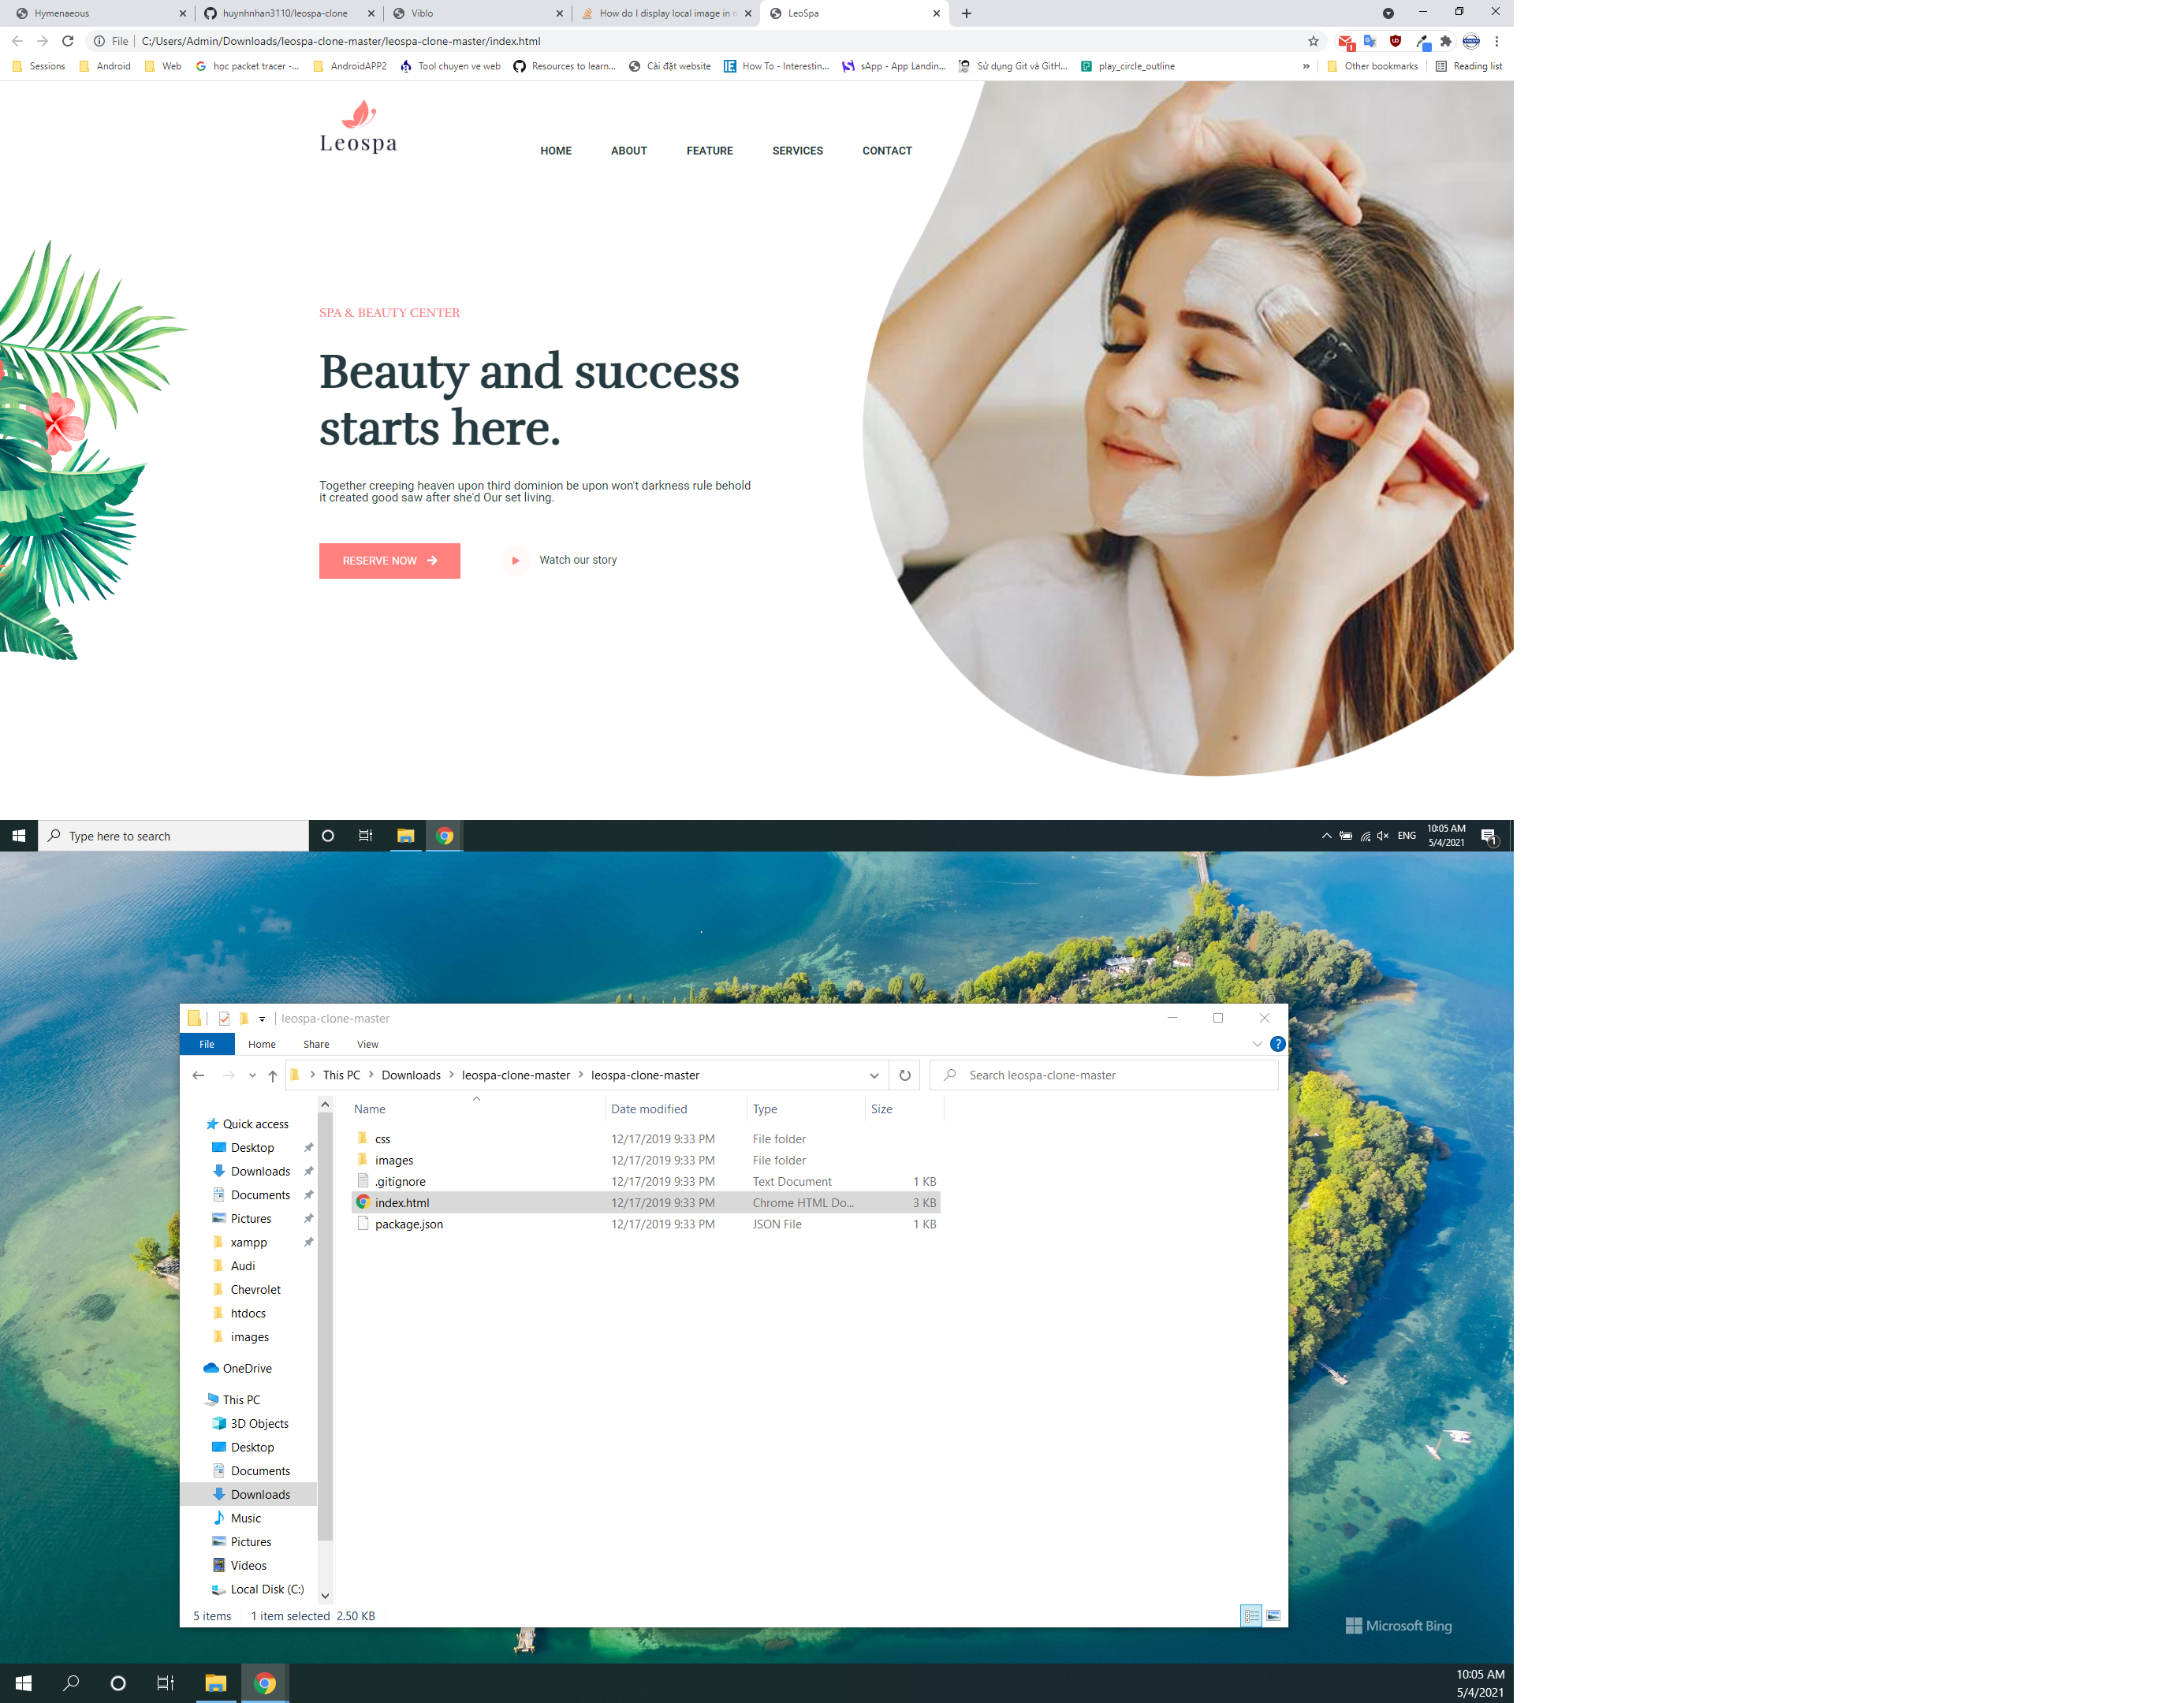 Hymenaeous
huynhnhan3110/leospa-clone
Viblo
How do I display local image in
LeoSpa
File
C:/Users/Admin/Downloads/leospa-clone-master/leospa-clone-master/index.html
1
Sessions
Android
Web
học packet tracer -...
AndroidAPP2
Tool chuyen ve web
Resources to learn...
Cài đặt website
How To - Interestin...
sApp - App Landin...
Sử dụng Git và GitH...
play_circle_outline
»
Other bookmarks
Reading list
Leospa
HOME ABOUT FEATURE SERVICES CONTACT
SPA & BEAUTY CENTER
Beauty and success
starts here.
Together creeping heaven upon third dominion be upon won't darkness rule behold
it created good saw after she'd Our set living.
RESERVE NOW
Watch our story
Type here to search
ENG
10:05 AM
5/4/2021
1
leospa-clone-master
File Home Share View
This PC > Downloads > leospa-clone-master > leospa-clone-master
Search leospa-clone-master
Name Date modified Type Size
css 12/17/2019 9:33 PM File folder
images 12/17/2019 9:33 PM File folder
.gitignore 12/17/2019 9:33 PM Text Document 1 KB
index.html 12/17/2019 9:33 PM Chrome HTML Do... 3 KB
package.json 12/17/2019 9:33 PM JSON File 1 KB
Quick access
Desktop
Downloads
Documents
Pictures
xampp
Audi
Chevrolet
htdocs
images
OneDrive
This PC
3D Objects
Desktop
Documents
Downloads
Music
Pictures
Videos
Local Disk (C:)
5 items 1 item selected 2.50 KB
Microsoft Bing
10:05 AM
5/4/2021